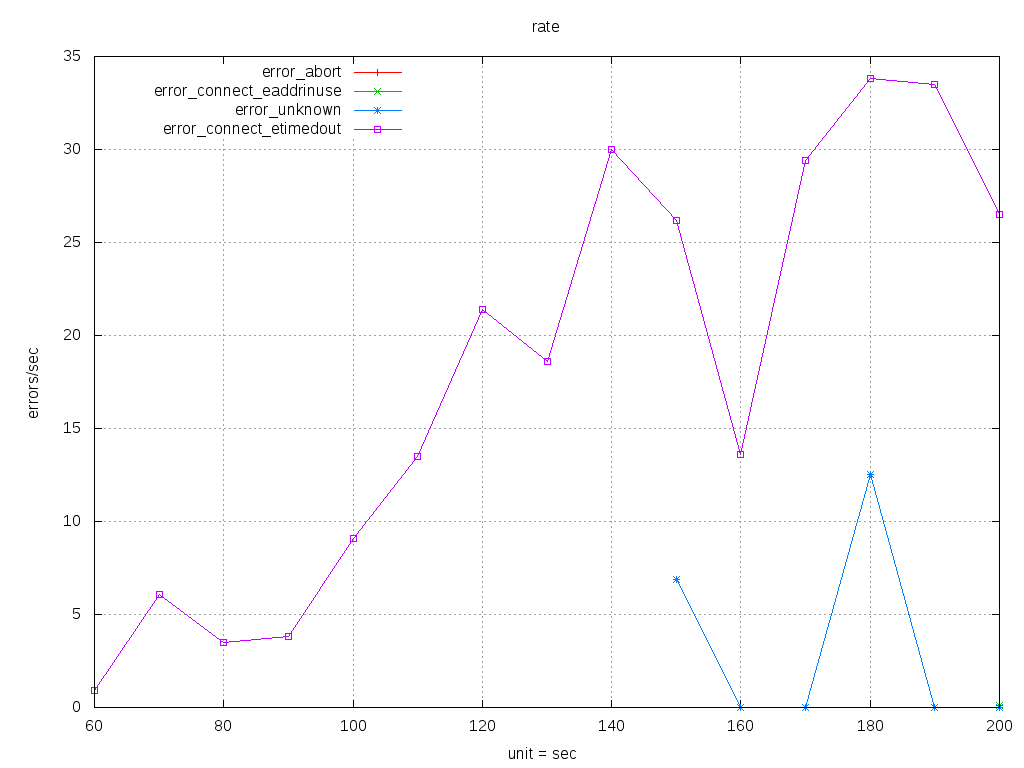 rate
35
30
25
20
15
10
5
0
errors/sec
error_abort
error_connect_eaddrinuse
error_unknown
error_connect_etimedout
60 80 100 120 140 160 180 200
unit = sec